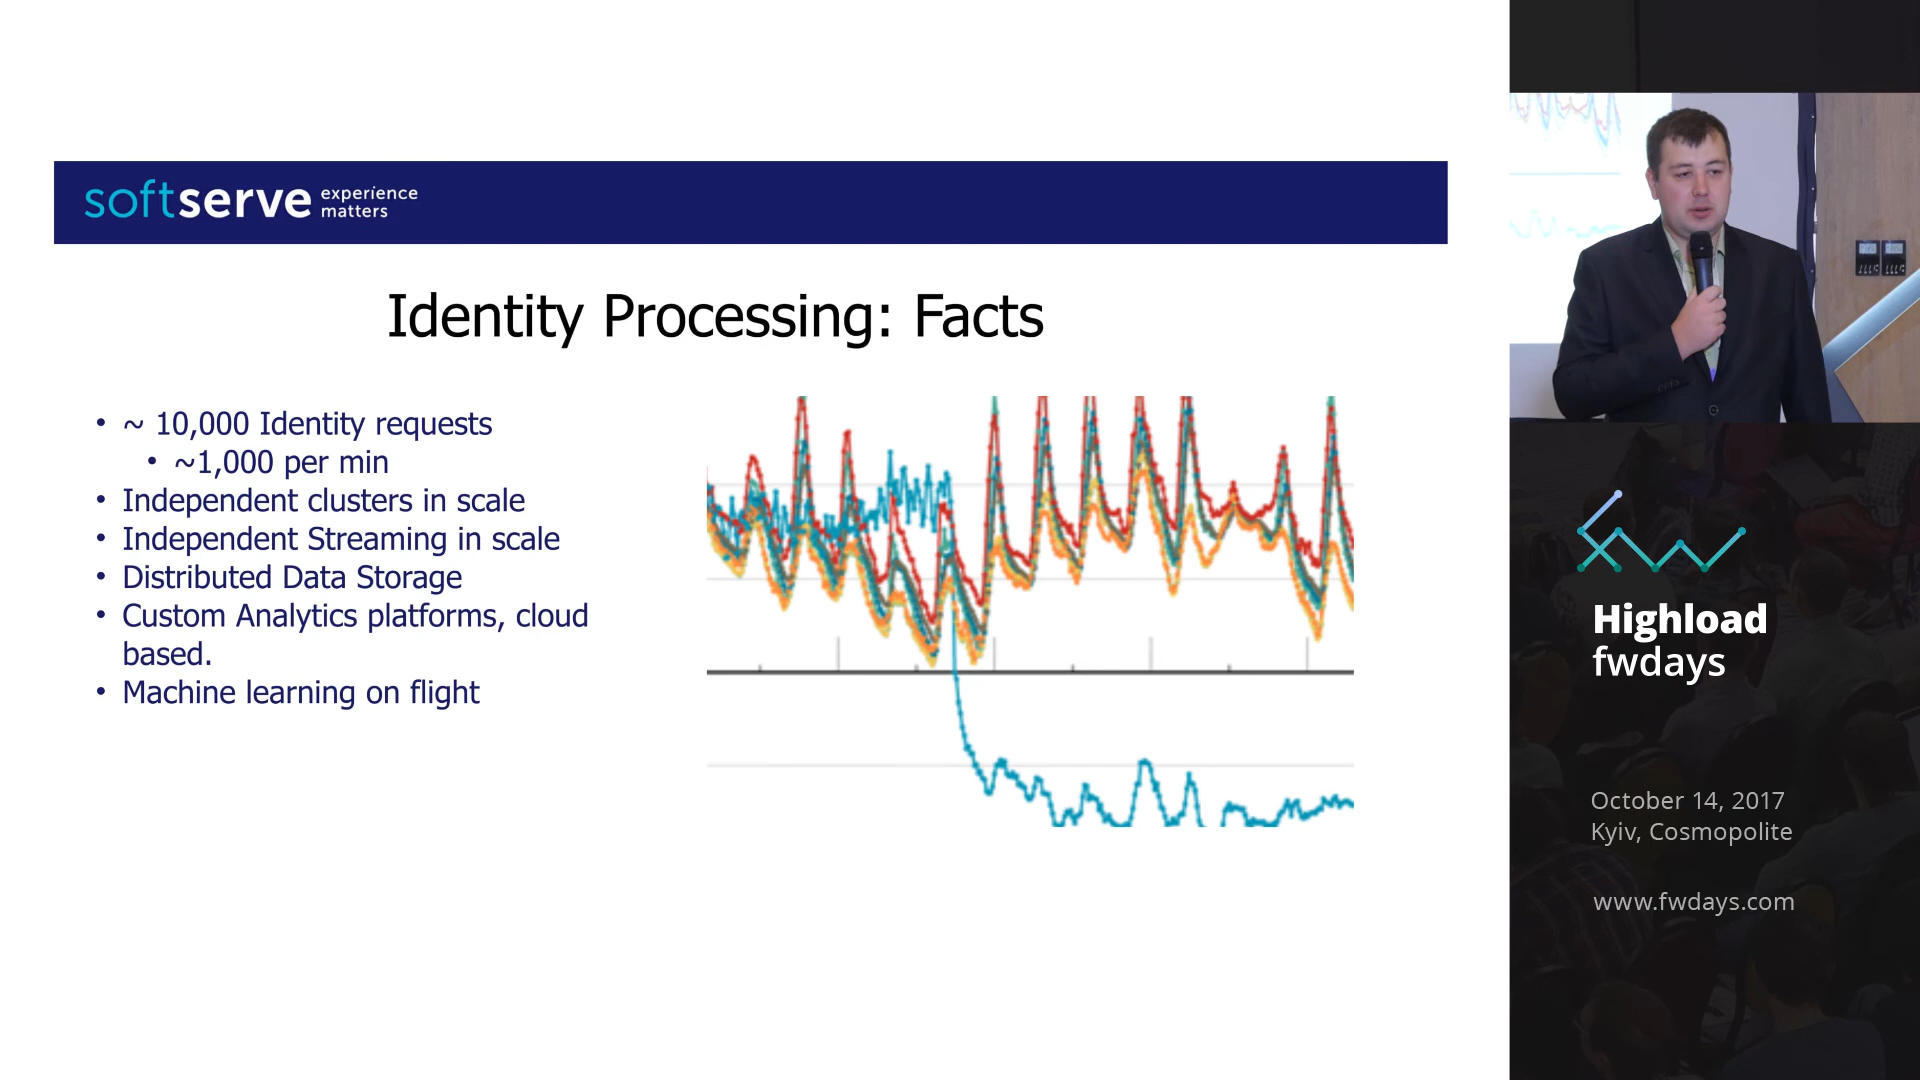 softserve experience
matters
Identity Processing: Facts
• ~ 10,000 Identity requests
• ~1,000 per min
• Independent clusters in scale
• Independent Streaming in scale
• Distributed Data Storage
• Custom Analytics platforms, cloud
based.
• Machine learning on flight
Highload
fwdays
October 14, 2017
Kyiv, Cosmopolite
www.fwdays.com